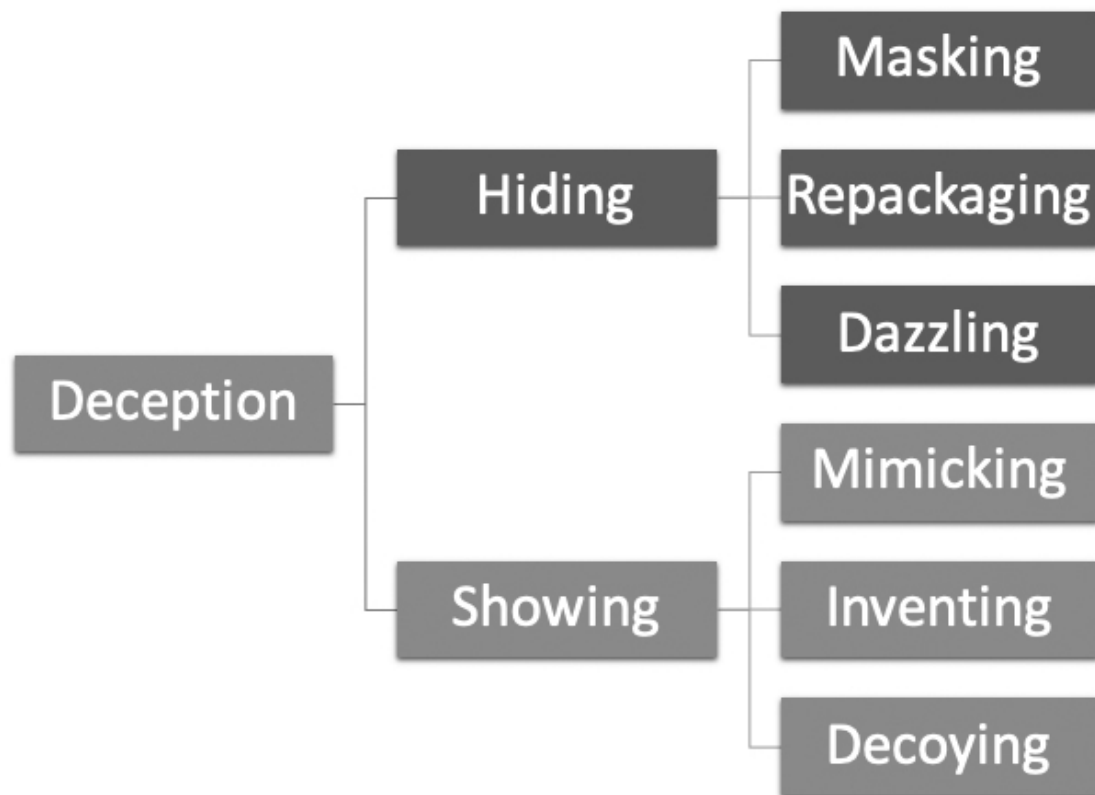 Deception
Hiding
Masking
Repackaging
Dazzling
Showing
Mimicking
Inventing
Decoying